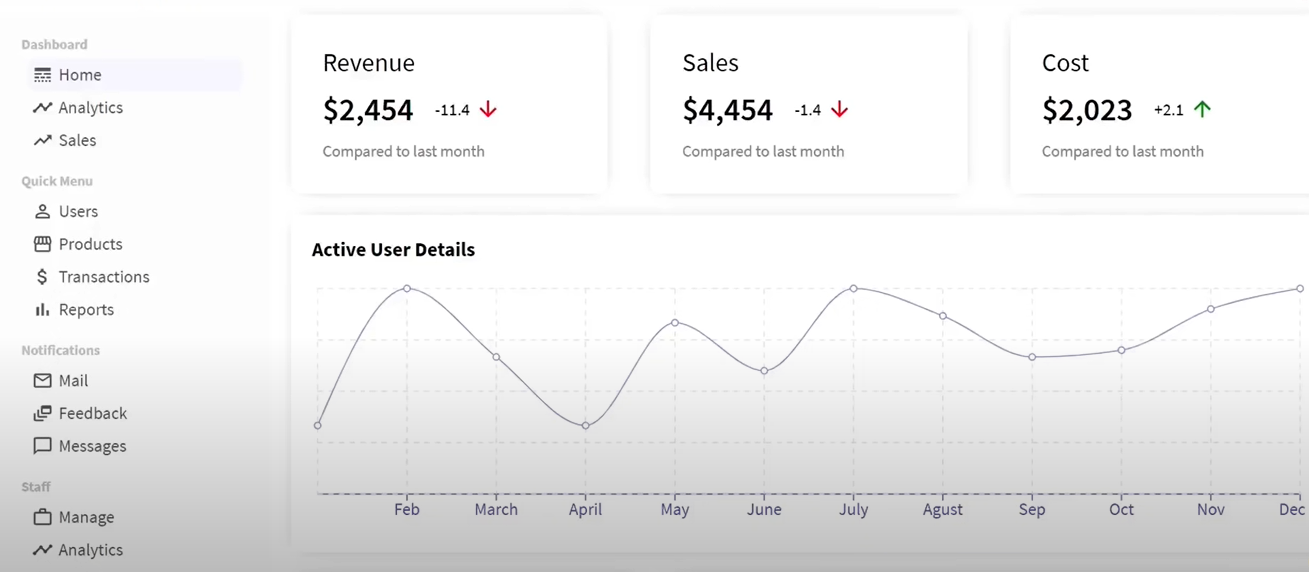 Dashboard
Home
Analytics
Sales
Quick Menu
Users
Products
Transactions
Reports
Notifications
Mail
Feedback
Messages
Staff
Manage
Analytics
Revenue
$2,454 -11.4
Compared to last month
Sales
$4,454 -1.4
Compared to last month
Cost
$2,023 +2.1
Compared to last month
Active User Details
Feb March April May June July Agust Sep Oct Nov Dec